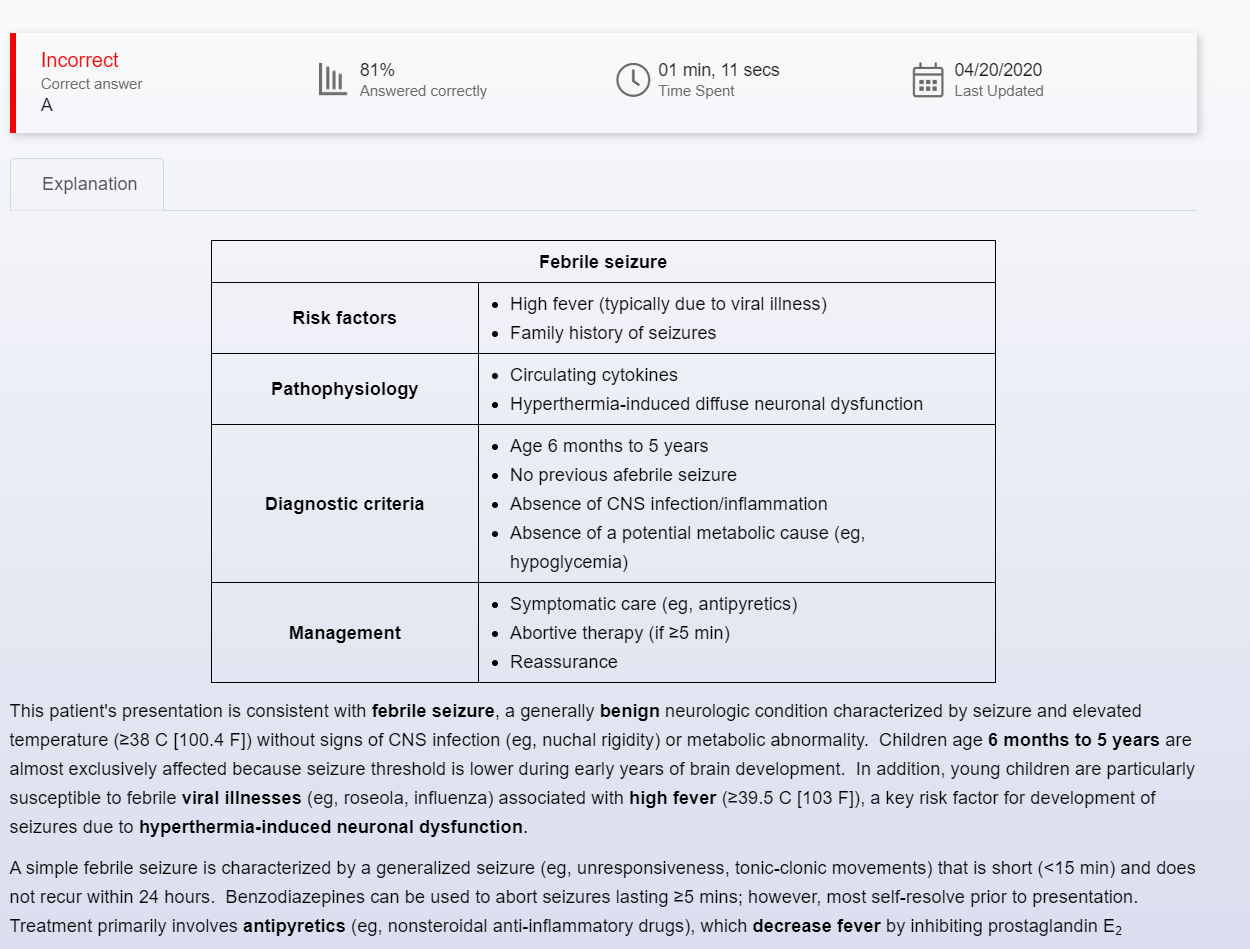 Incorrect
Correct answer
A
81%
Answered correctly
01 min, 11 secs
Time Spent
04/20/2020
Last Updated
Explanation
Febrile seizure
Risk factors
• High fever (typically due to viral illness)
• Family history of seizures
Pathophysiology
• Circulating cytokines
• Hyperthermia-induced diffuse neuronal dysfunction
Diagnostic criteria
• Age 6 months to 5 years
• No previous afebrile seizure
• Absence of CNS infection/inflammation
• Absence of a potential metabolic cause (eg,
hypoglycemia)
Management
• Symptomatic care (eg, antipyretics)
• Abortive therapy (if ≥5 min)
• Reassurance
This patient's presentation is consistent with febrile seizure, a generally benign neurologic condition characterized by seizure and elevated
temperature (≥38 C [100.4 F]) without signs of CNS infection (eg, nuchal rigidity) or metabolic abnormality.  Children age 6 months to 5 years are
almost exclusively affected because seizure threshold is lower during early years of brain development.  In addition, young children are particularly
susceptible to febrile viral illnesses (eg, roseola, influenza) associated with high fever (≥39.5 C [103 F]), a key risk factor for development of
seizures due to hyperthermia-induced neuronal dysfunction.
A simple febrile seizure is characterized by a generalized seizure (eg, unresponsiveness, tonic-clonic movements) that is short (<15 min) and does
not recur within 24 hours.  Benzodiazepines can be used to abort seizures lasting ≥5 mins; however, most self-resolve prior to presentation.
Treatment primarily involves antipyretics (eg, nonsteroidal anti-inflammatory drugs), which decrease fever by inhibiting prostaglandin E₂